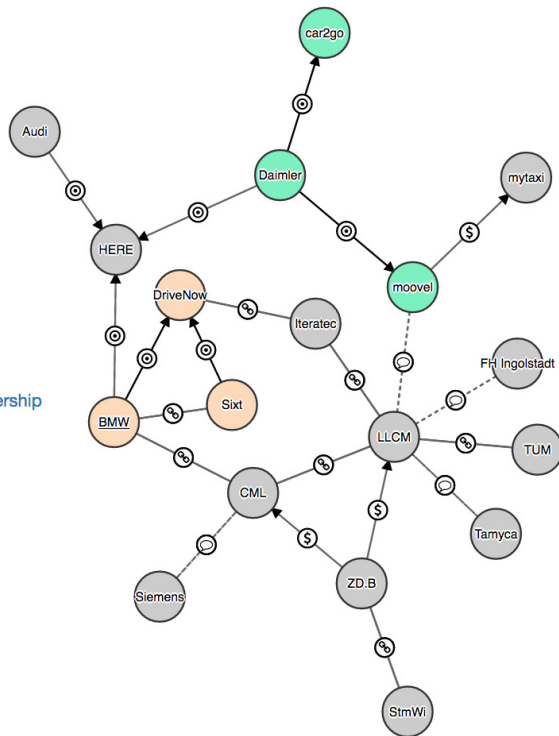 car2go
Audi
Daimler
mytaxi
HERE
moovel
DriveNow
Iteratec
FH Ingolstadt
ership
Sixt
BMW
LLCM
TUM
CML
Tamyca
ZD.B
Siemens
StmWi
$
$
$